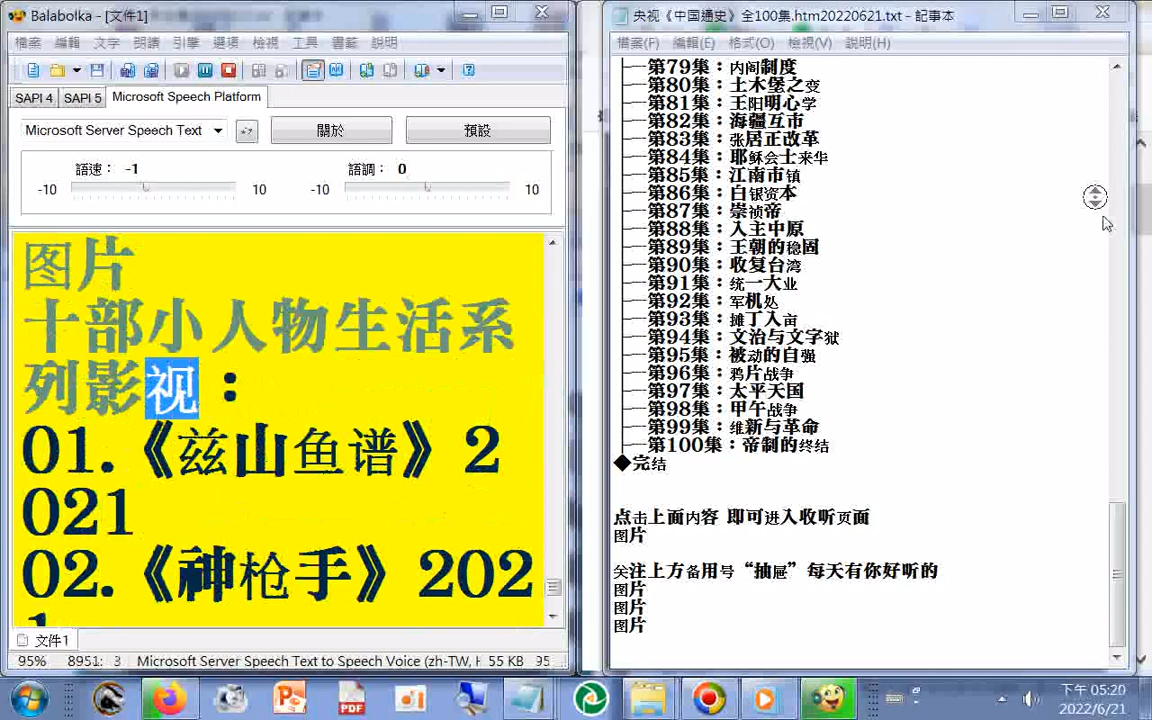 Balabolka - [文件1]
檔案 編輯 文字 朗讀 引擎 選項 檢視 工具 書籤 說明
SAPI 4 SAPI 5 Microsoft Speech Platform
Microsoft Server Speech Text 關於 預設
語速： -1 語調： 0
-10 10 -10 10
图片
十部小人物生活系
列影视：
01.《兹山鱼谱》2
021
02.《神枪手》202
1
文件1
95% 8951: 3 Microsoft Server Speech Text to Speech Voice (zh-TW, H 55 KB 95
央视《中国通史》全100集.htm20220621.txt - 記事本
檔案(F) 編輯(E) 格式(O) 檢視(V) 說明(H)
├──第79集：内阁制度
├──第80集：土木堡之变
├──第81集：王阳明心学
├──第82集：海疆互市
├──第83集：张居正改革
├──第84集：耶稣会士来华
├──第85集：江南市镇
├──第86集：白银资本
├──第87集：崇祯帝
├──第88集：入主中原
├──第89集：王朝的稳固
├──第90集：收复台湾
├──第91集：统一大业
├──第92集：军机处
├──第93集：摊丁入亩
├──第94集：文治与文字狱
├──第95集：被动的自强
├──第96集：鸦片战争
├──第97集：太平天国
├──第98集：甲午战争
├──第99集：维新与革命
└──第100集：帝制的终结
◆完结
点击上面内容 即可进入收听页面
图片
关注上方备用号“抽屉”每天有你好听的
图片
图片
图片
下午 05:20
2022/6/21